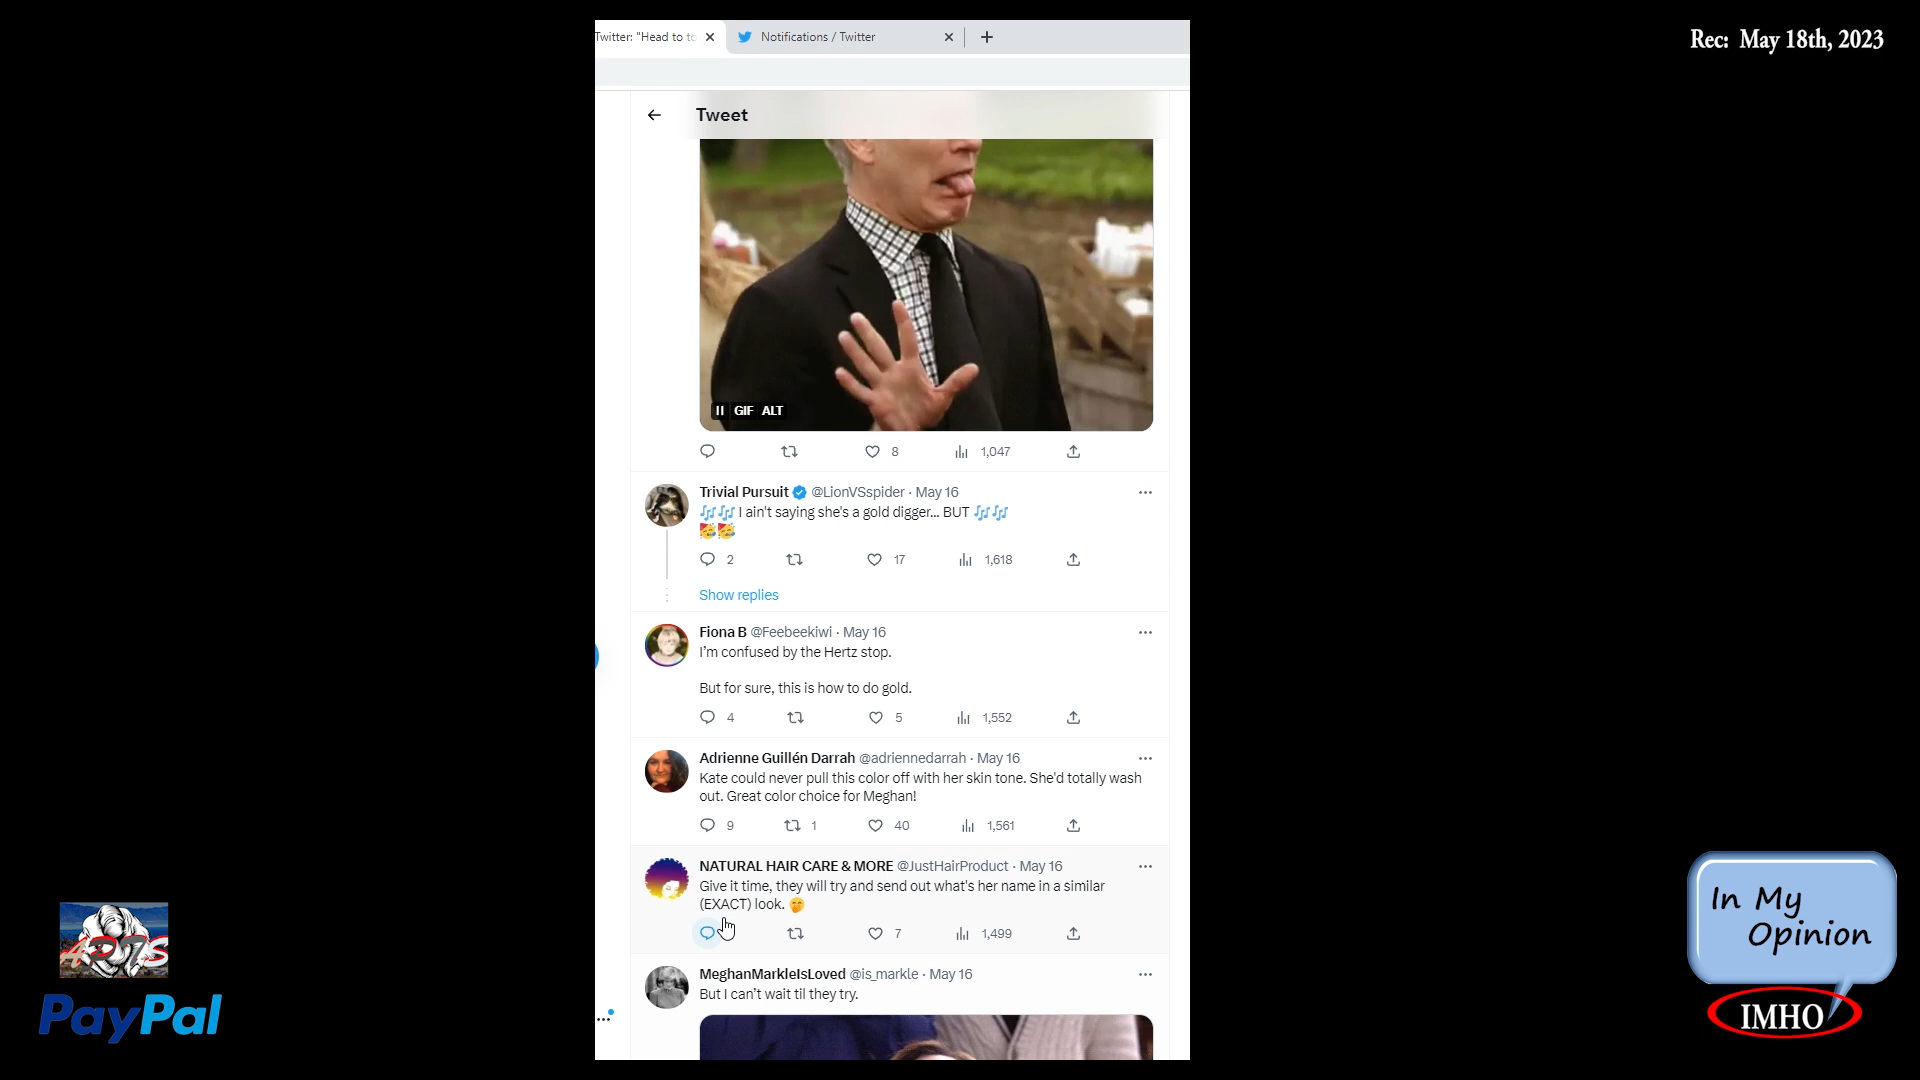 Rec: May 18th, 2023
Twitter: "Head to to
Notifications / Twitter
Tweet
GIF ALT
8 1,047
Trivial Pursuit @LionVSspider · May 16
🎶🎶 I ain't saying she's a gold digger... BUT 🎶🎶
🥳🥳
2 17 1,618
Show replies
Fiona B @Feebeekiwi · May 16
I'm confused by the Hertz stop.
But for sure, this is how to do gold.
4 5 1,552
Adrienne Guillén Darrah @adriennedarrah · May 16
Kate could never pull this color off with her skin tone. She'd totally wash
out. Great color choice for Meghan!
9 1 40 1,561
NATURAL HAIR CARE & MORE @JustHairProduct · May 16
Give it time, they will try and send out what's her name in a similar
(EXACT) look. 🤭
7 1,499
MeghanMarkleIsLoved @is_markle · May 16
But I can't wait til they try.
PayPal
In My
Opinion
IMHO